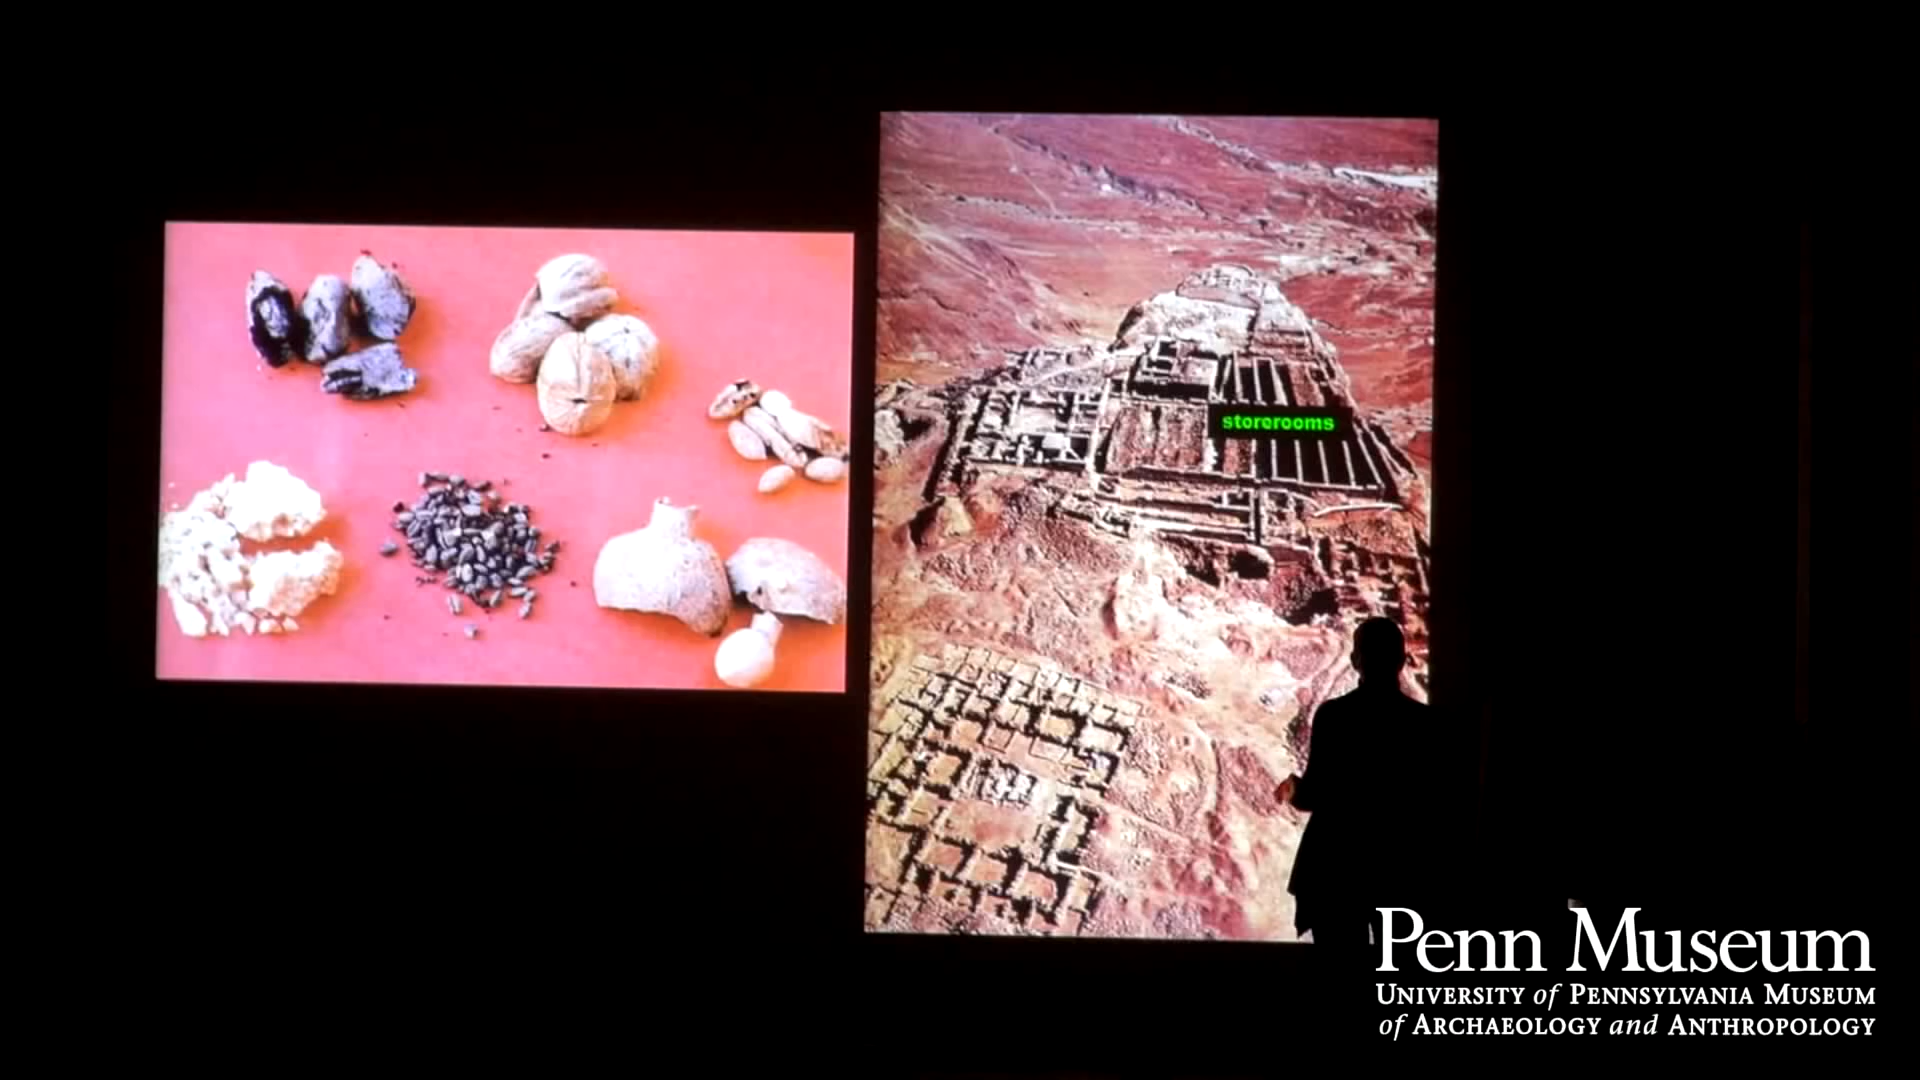 storerooms
Penn Museum
UNIVERSITY of PENNSYLVANIA MUSEUM
of ARCHAEOLOGY and ANTHROPOLOGY